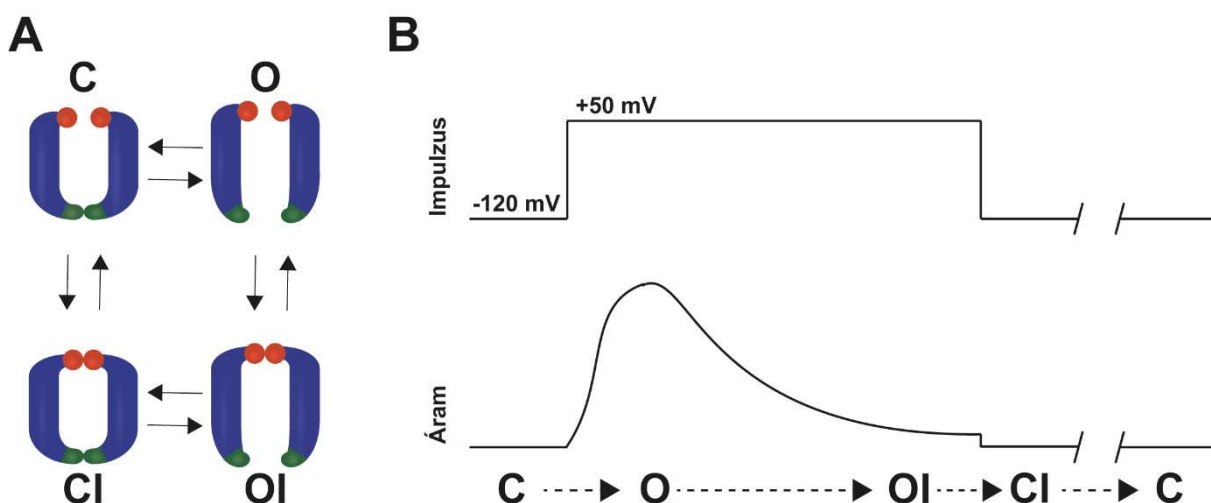 A
C O
CI OI
B
Impulzus
+50 mV
-120 mV
Áram
C O OI CI C